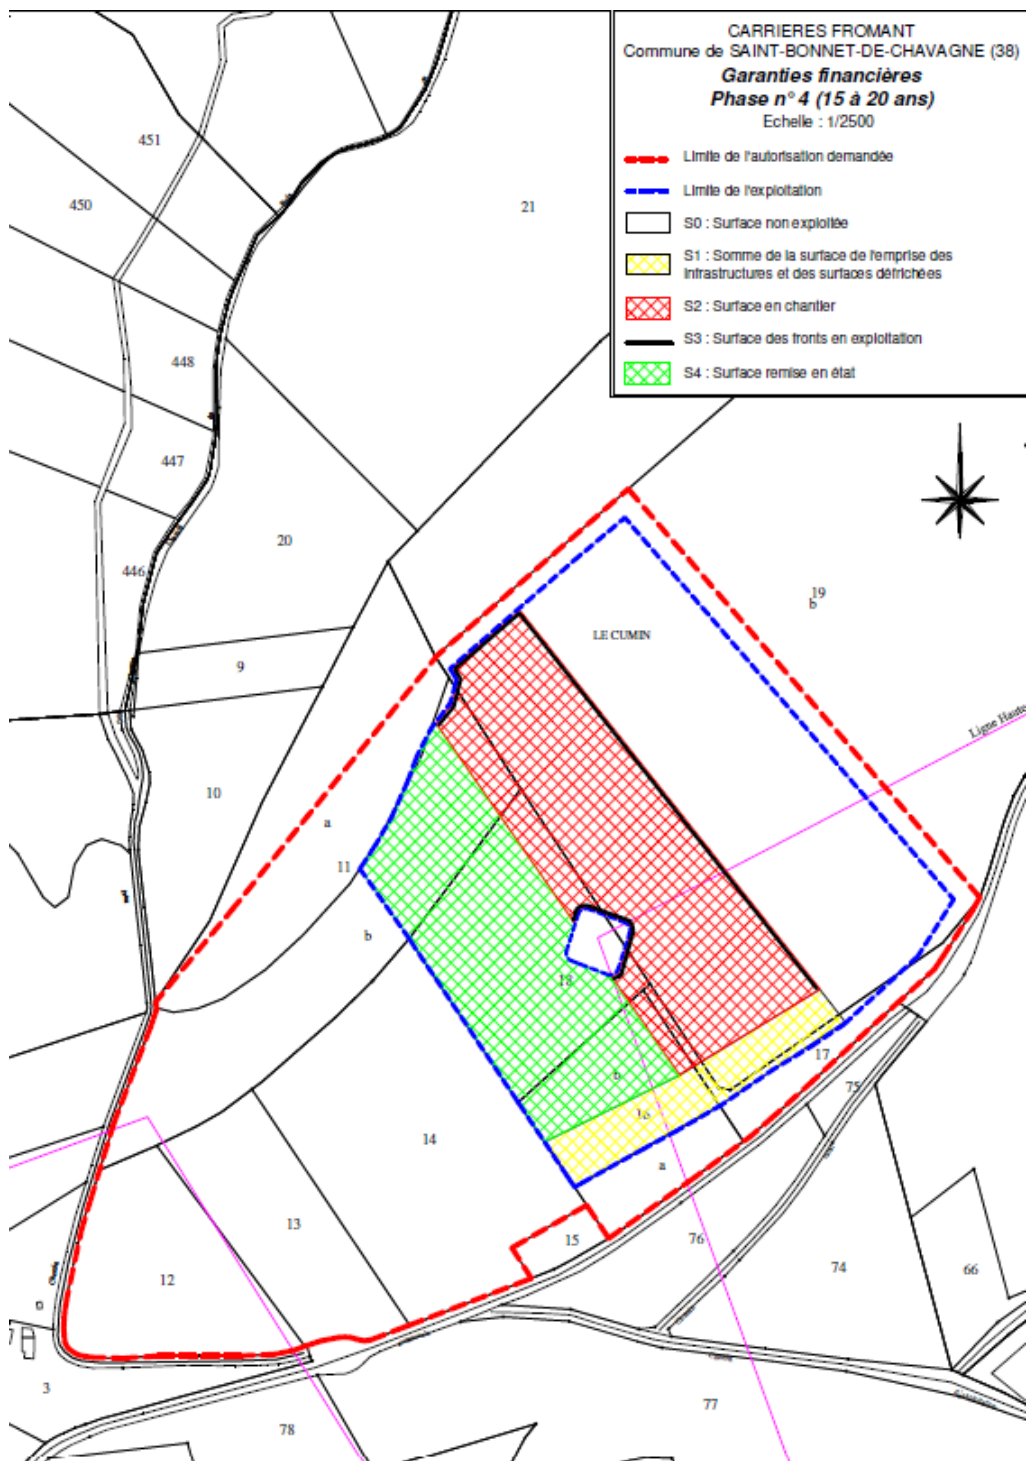 CARRIERES FROMANT
Commune de SAINT-BONNET-DE-CHAVAGNE (38)
Garanties financières
Phase n° 4 (15 à 20 ans)
Echelle : 1/2500
Limite de l'autorisation demandée
Limite de l'exploitation
S0 : Surface non exploitée
S1 : Somme de la surface de l'emprise des
infrastructures et des surfaces défrichées
S2 : Surface en chantier
S3 : Surface des fronts en exploitation
S4 : Surface remise en état
451
450
21
448
447
20
446
19
b
LE CUMIN
9
Ligne Haute
10
a
11
b
18
17
b
75
16
14
a
13
15
76
12
74
66
7
3
77
78